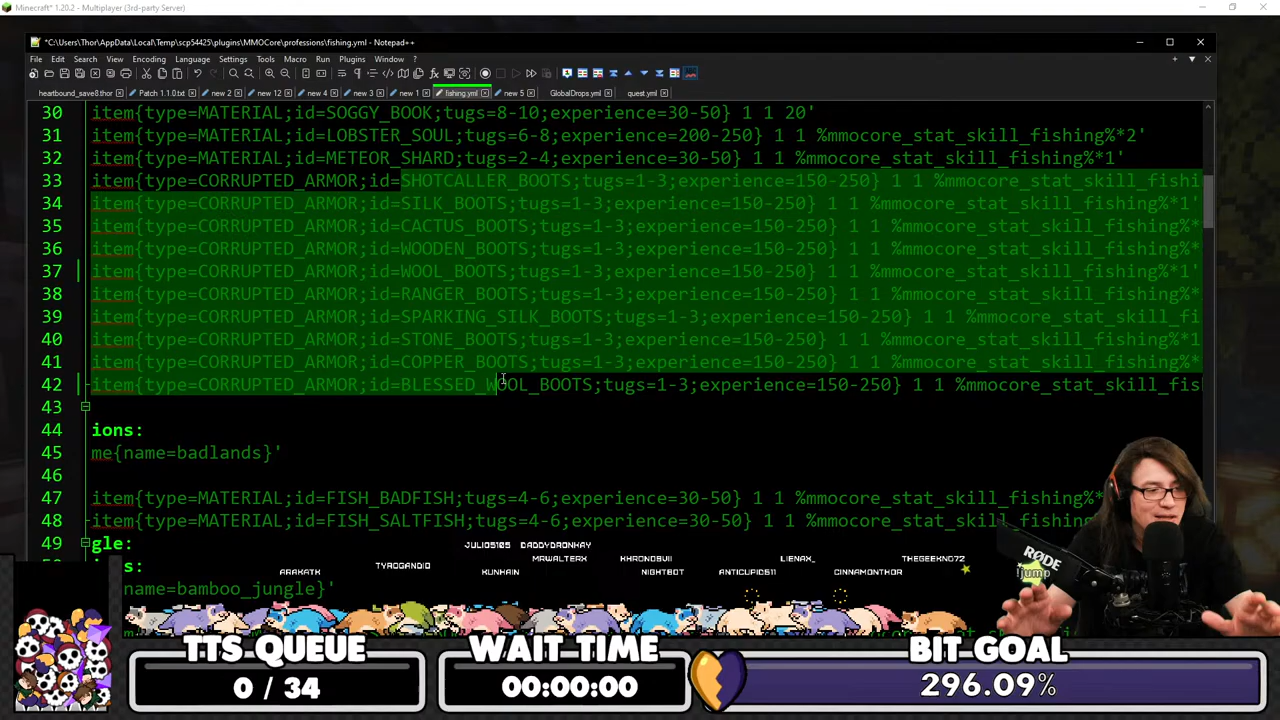 Minecraft* 1.20.2 - Multiplayer (3rd-party Server)
*C:\Users\Thor\AppData\Local\Temp\scp54425\plugins\MMOCore\professions\fishing.yml - Notepad++
File Edit Search View Encoding Language Settings Tools Macro Run Plugins Window ?
heartbound_save8.thor Patch 1.1.0.txt new 2 new 12 new 4 new 3 new 1 fishing.yml new 5 GlobalDrops.yml quest.yml
30 item{type=MATERIAL;id=SOGGY_BOOK;tugs=8-10;experience=30-50} 1 1 20'
31 item{type=MATERIAL;id=LOBSTER_SOUL;tugs=6-8;experience=200-250} 1 1 %mmocore_stat_skill_fishing%*2'
32 item{type=MATERIAL;id=METEOR_SHARD;tugs=2-4;experience=30-50} 1 1 %mmocore_stat_skill_fishing%*1'
33 item{type=CORRUPTED_ARMOR;id=SHOTCALLER_BOOTS;tugs=1-3;experience=150-250} 1 1 %mmocore_stat_skill_fishi
34 item{type=CORRUPTED_ARMOR;id=SILK_BOOTS;tugs=1-3;experience=150-250} 1 1 %mmocore_stat_skill_fishing%*1'
35 item{type=CORRUPTED_ARMOR;id=CACTUS_BOOTS;tugs=1-3;experience=150-250} 1 1 %mmocore_stat_skill_fishing%*
36 item{type=CORRUPTED_ARMOR;id=WOODEN_BOOTS;tugs=1-3;experience=150-250} 1 1 %mmocore_stat_skill_fishing%*
37 item{type=CORRUPTED_ARMOR;id=WOOL_BOOTS;tugs=1-3;experience=150-250} 1 1 %mmocore_stat_skill_fishing%*1'
38 item{type=CORRUPTED_ARMOR;id=RANGER_BOOTS;tugs=1-3;experience=150-250} 1 1 %mmocore_stat_skill_fishing%*
39 item{type=CORRUPTED_ARMOR;id=SPARKING_SILK_BOOTS;tugs=1-3;experience=150-250} 1 1 %mmocore_stat_skill_fi
40 item{type=CORRUPTED_ARMOR;id=STONE_BOOTS;tugs=1-3;experience=150-250} 1 1 %mmocore_stat_skill_fishing%*1
41 item{type=CORRUPTED_ARMOR;id=COPPER_BOOTS;tugs=1-3;experience=150-250} 1 1 %mmocore_stat_skill_fishing%*
42 item{type=CORRUPTED_ARMOR;id=BLESSED_WOOL_BOOTS;tugs=1-3;experience=150-250} 1 1 %mmocore_stat_skill_fis
43
44 ions:
45 me{name=badlands}'
46
47 item{type=MATERIAL;id=FISH_BADFISH;tugs=4-6;experience=30-50} 1 1 %mmocore_stat_skill_fishing%*
48 item{type=MATERIAL;id=FISH_SALTFISH;tugs=4-6;experience=30-50} 1 1 %mmocore_stat_skill_fishing
49 gle:
name=bamboo_jungle}'
JULIO5105 DADDYDRONKAY
ARAKATK TYROGANDIO KUNHAIN MRWALTERX NIGHTBOT KHRONOBVII ANTICUPID511 LIENAX_ CINNAMONTHOR THEGEEKNG72
RØDE
!jump
TTS QUEUE
0 / 34
WAIT TIME
00:00:00
BIT GOAL
296.09%